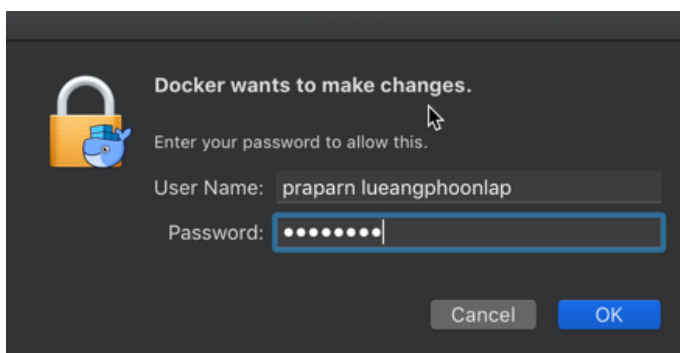 Docker wants to make changes.
Enter your password to allow this.
User Name: praparn lueangphoonlap
Password: ••••••••
Cancel OK